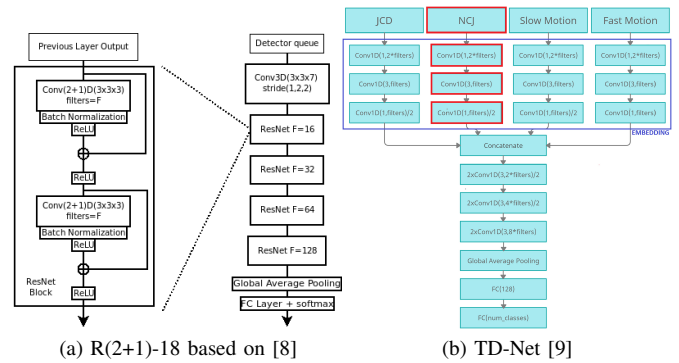 Previous Layer Output
Conv(2+1)D(3x3x3)
filters=F
Batch Normalization
ReLU
ReLU
Conv(2+1)D(3x3x3)
filters=F
Batch Normalization
ReLU
ResNet
Block
ReLU
Detector queue
Conv3D(3x3x7)
stride(1,2,2)
ResNet F=16
ResNet F=32
ResNet F=64
ResNet F=128
Global Average Pooling
FC Layer + softmax
(a) R(2+1)-18 based on [8]
JCD NCJ Slow Motion Fast Motion
Conv1D(1,2*filters) Conv1D(1,2*filters) Conv1D(1,2*filters) Conv1D(1,2*filters)
Conv1D(3,filters) Conv1D(3,filters) Conv1D(3,filters) Conv1D(3,filters)
Conv1D(1,filters)/2 Conv1D(1,filters)/2 Conv1D(1,filters)/2 Conv1D(1,filters)
EMBEDDING
Concatenate
2xConv1D(3,2*filters)/2
2xConv1D(3,4*filters)/2
2xConv1D(3,8*filters)
Global Average Pooling
FC(128)
FC(num_classes)
(b) TD-Net [9]